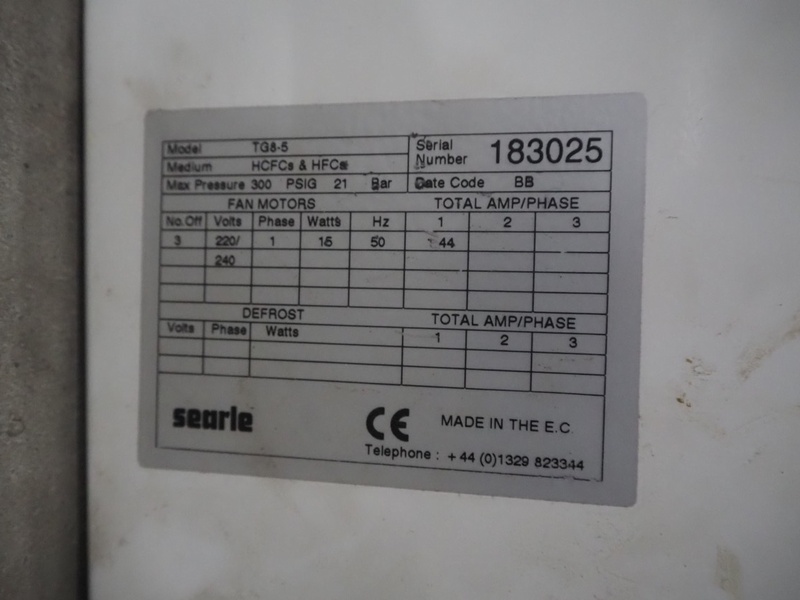 Model TG8-5
Serial Number 183025
Medium HCFCs & HFCs
Max Pressure 300 PSIG 21 Bar
Date Code BB
FAN MOTORS TOTAL AMP/PHASE
No.Off Volts Phase Watts Hz 1 2 3
3 220/ 1 16 50 44
240
DEFROST TOTAL AMP/PHASE
Volts Phase Watts 1 2 3
searle CE MADE IN THE E.C.
Telephone : +44 (0)1329 823344